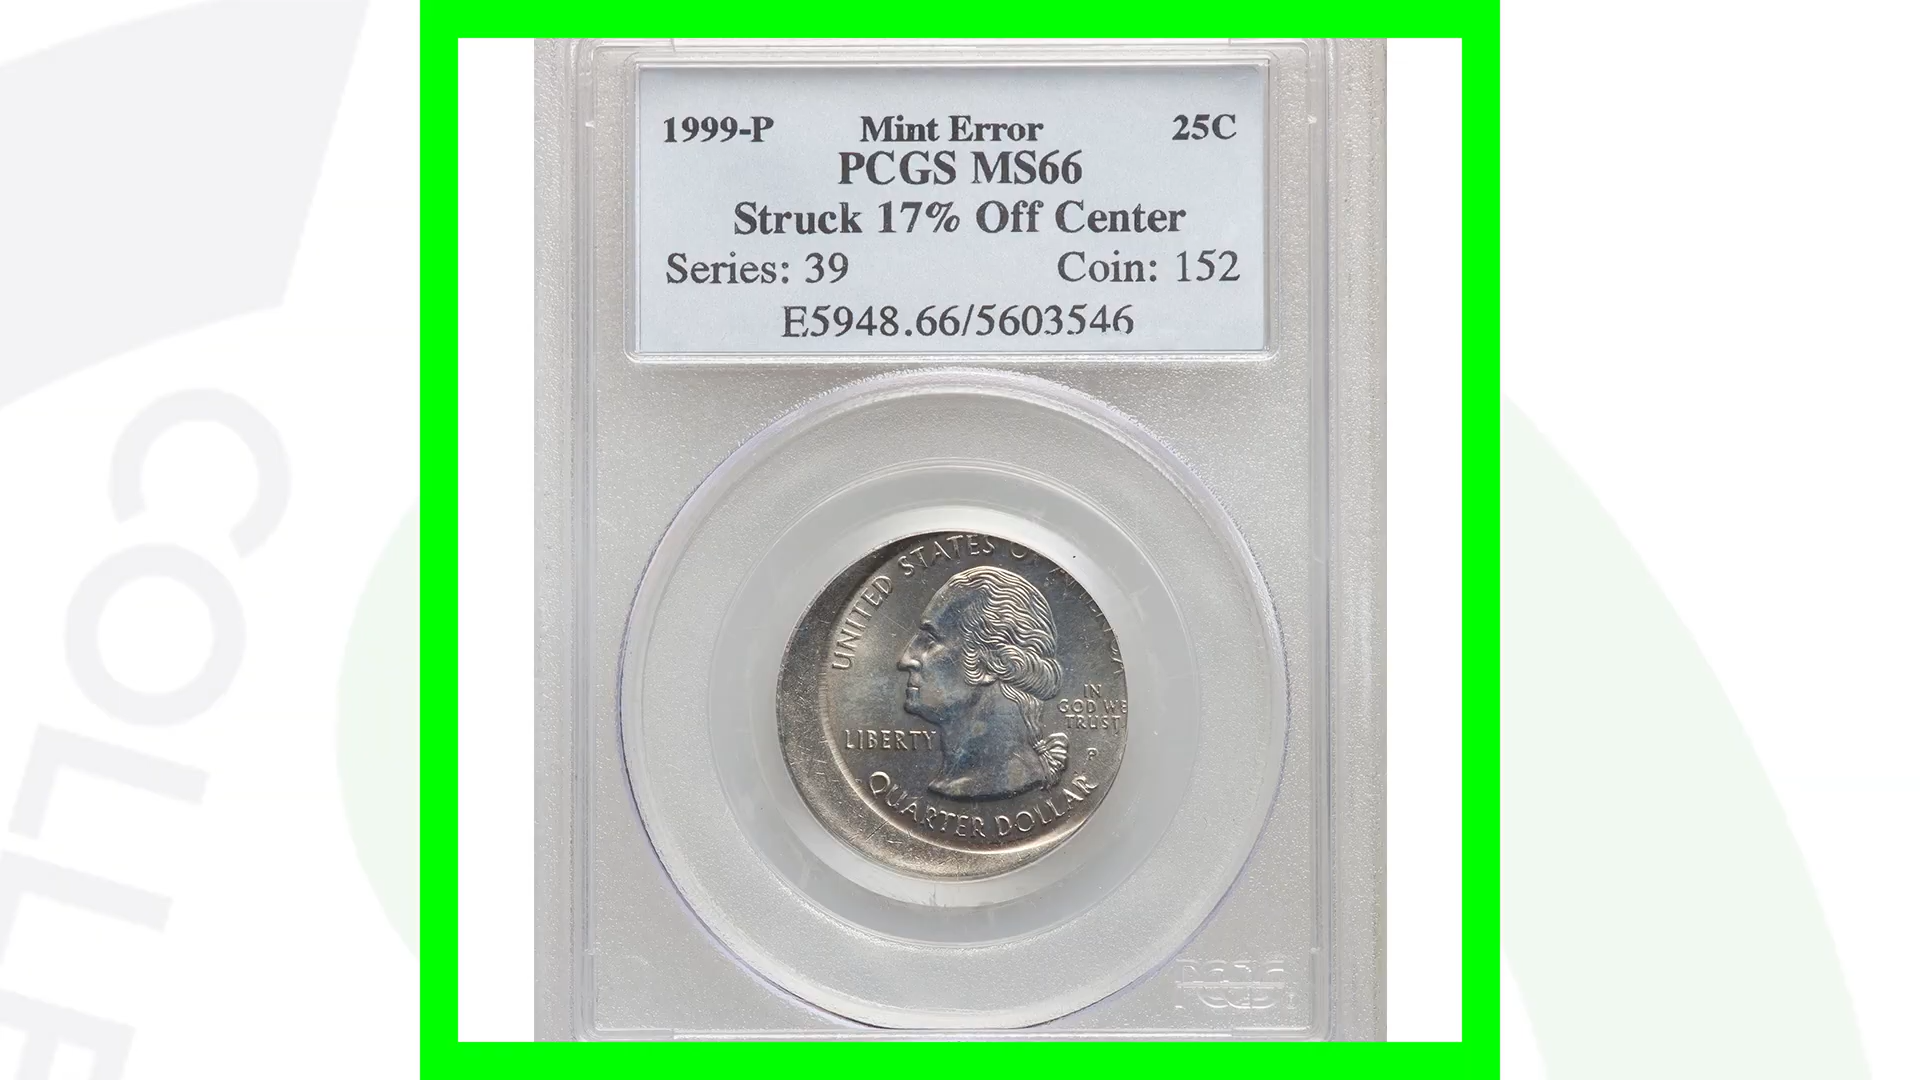 1999-P Mint Error 25C
PCGS MS66
Struck 17% Off Center
Series: 39 Coin: 152
E5948.66/5603546
UNITED STATES OF AMERICA
IN
GOD WE
TRUST
LIBERTY
P
QUARTER DOLLAR
PCGS
COLLE